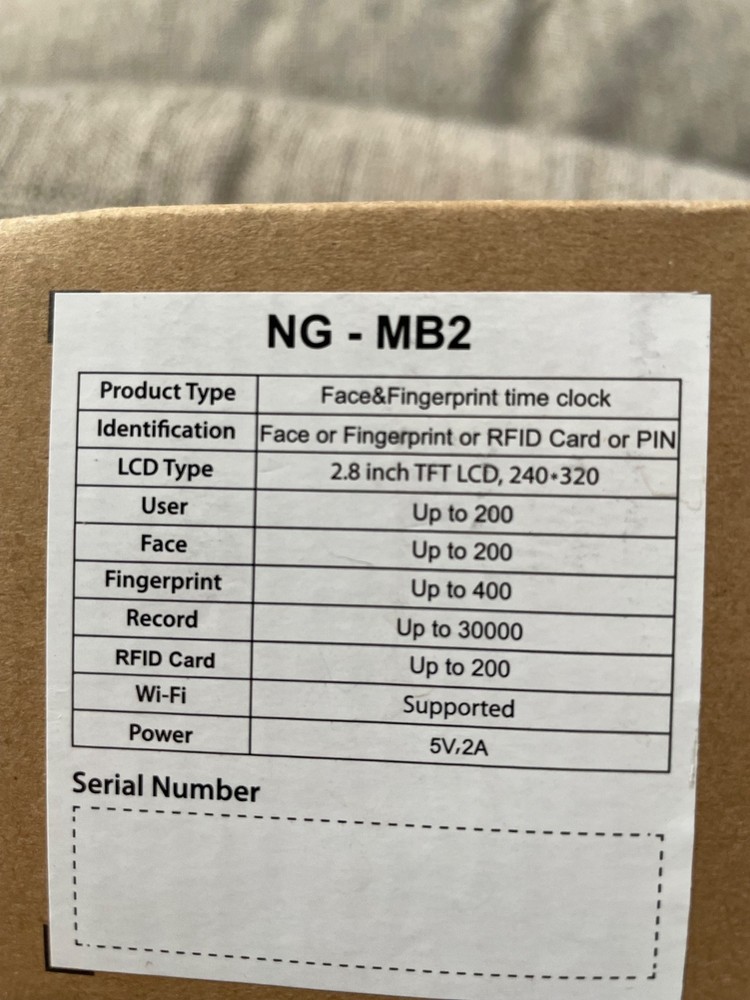 NG - MB2
Product Type Face&Fingerprint time clock
Identification Face or Fingerprint or RFID Card or PIN
LCD Type 2.8 inch TFT LCD, 240*320
User Up to 200
Face Up to 200
Fingerprint Up to 400
Record Up to 30000
RFID Card Up to 200
Wi-Fi Supported
Power 5V,2A
Serial Number